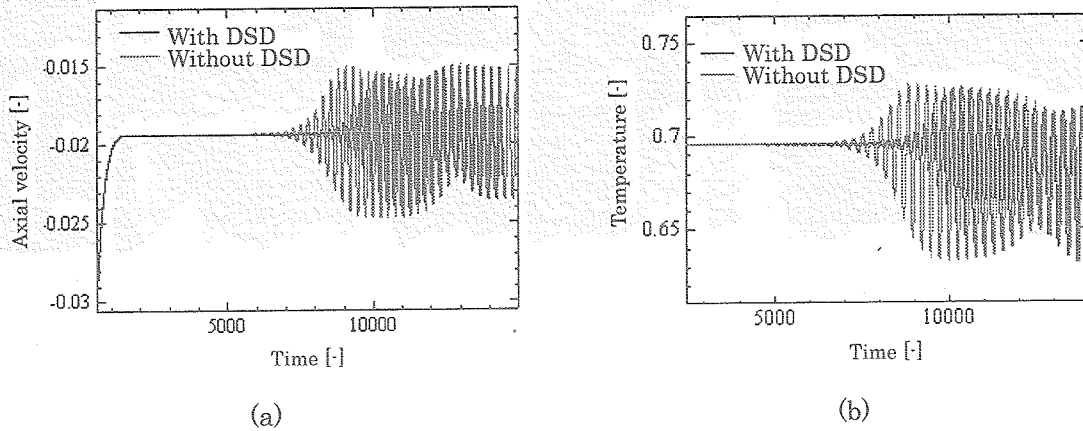 With DSD
Without DSD
-0.015
-0.02
-0.025
-0.03
Axial velocity [-]
5000
10000
Time [-]
(a)
With DSD
Without DSD
0.75
0.7
0.65
Temperature [-]
5000
10000
Time [-]
(b)